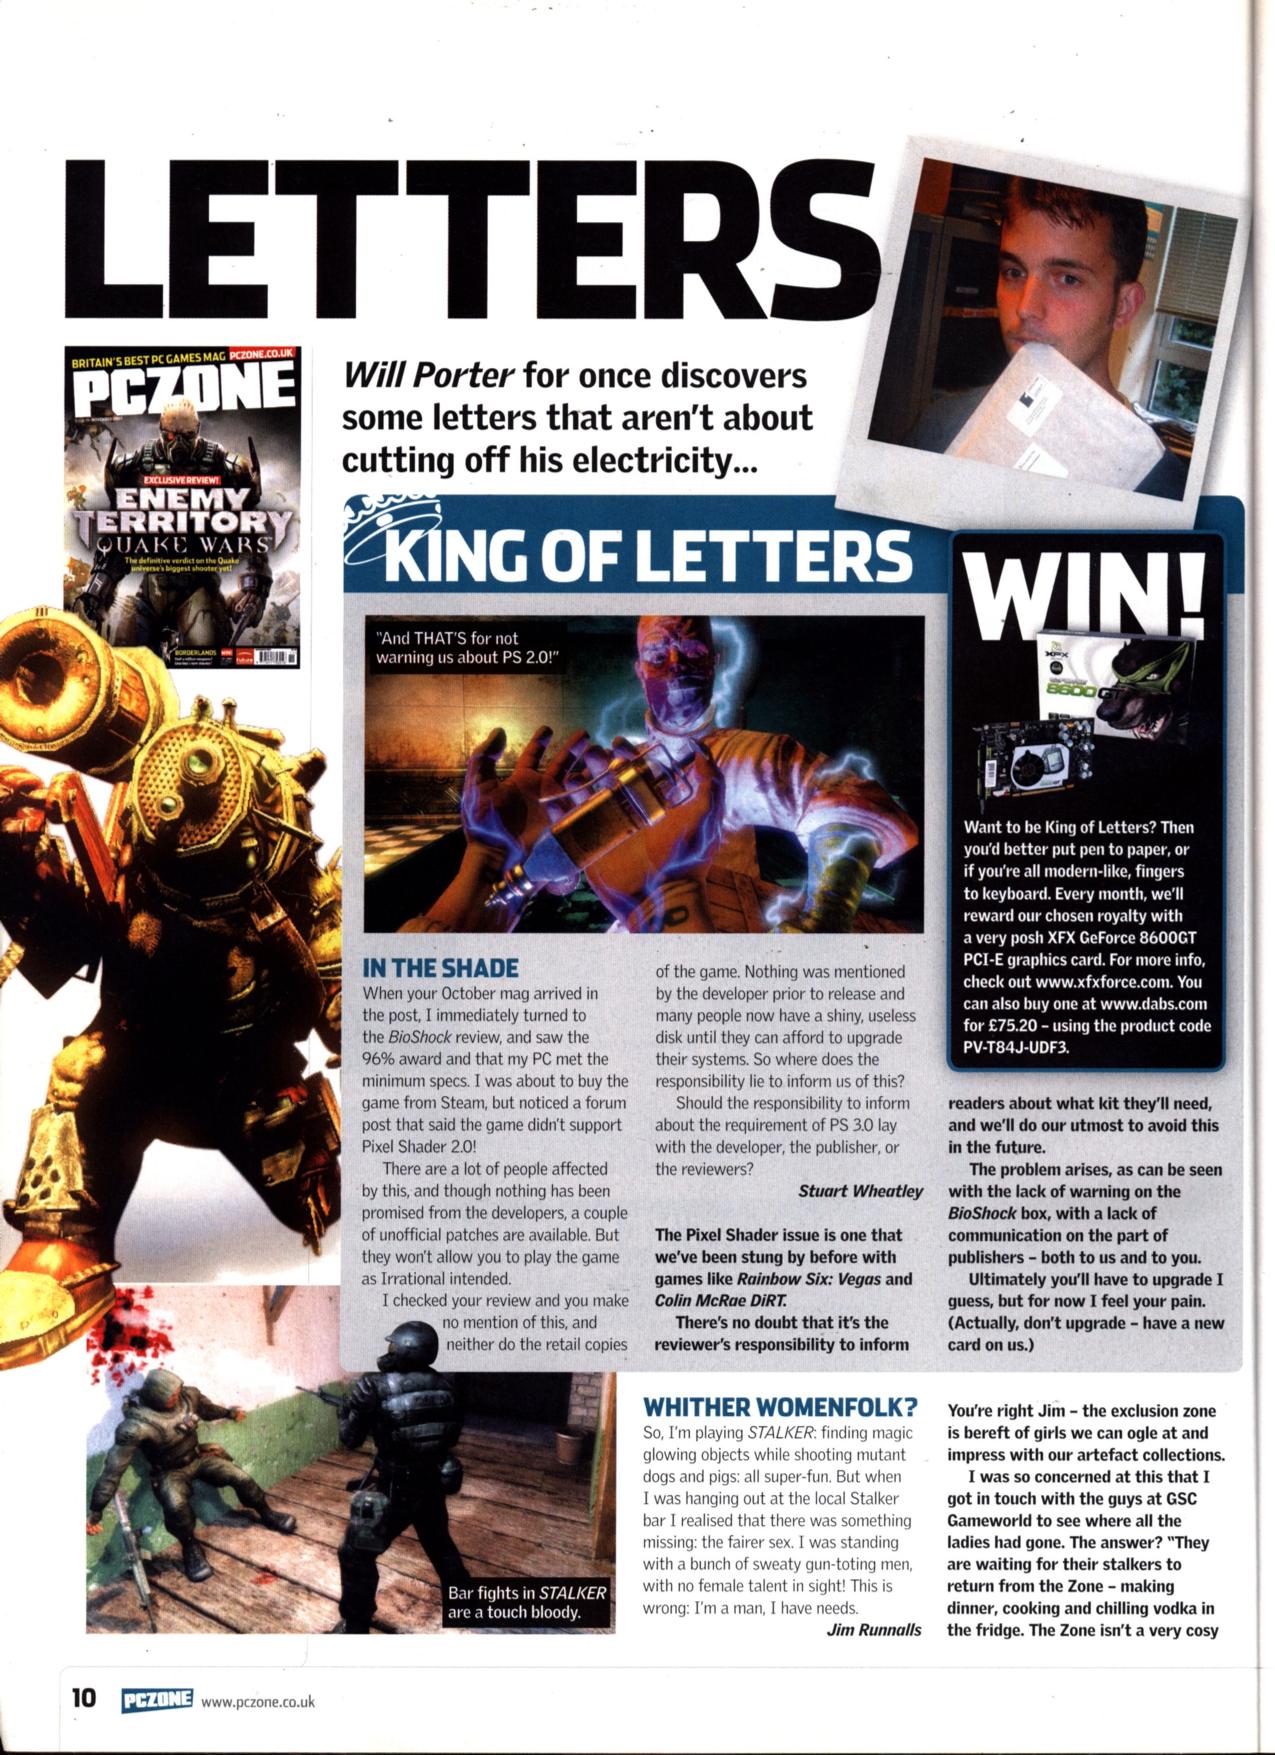 LETTERS
BRITAIN'S BEST PC GAMES MAG PCZONE.CO.UK
PCZONE
EXCLUSIVE REVIEW!
ENEMY
TERRITORY
QUAKE WARS
The definitive verdict on the Quake
universe's biggest shooter yet!
BORDERLANDS
Will Porter for once discovers
some letters that aren't about
cutting off his electricity...
KING OF LETTERS
"And THAT'S for not
warning us about PS 2.0!"
IN THE SHADE
When your October mag arrived in
the post, I immediately turned to
the BioShock review, and saw the
96% award and that my PC met the
minimum specs. I was about to buy the
game from Steam, but noticed a forum
post that said the game didn't support
Pixel Shader 2.0!
There are a lot of people affected
by this, and though nothing has been
promised from the developers, a couple
of unofficial patches are available. But
they won't allow you to play the game
as Irrational intended.
I checked your review and you make
no mention of this, and
neither do the retail copies
of the game. Nothing was mentioned
by the developer prior to release and
many people now have a shiny, useless
disk until they can afford to upgrade
their systems. So where does the
responsibility lie to inform us of this?
Should the responsibility to inform
about the requirement of PS 3.0 lay
with the developer, the publisher, or
the reviewers?
Stuart Wheatley
The Pixel Shader issue is one that
we've been stung by before with
games like Rainbow Six: Vegas and
Colin McRae DiRT.
There's no doubt that it's the
reviewer's responsibility to inform
readers about what kit they'll need,
and we'll do our utmost to avoid this
in the future.
The problem arises, as can be seen
with the lack of warning on the
BioShock box, with a lack of
communication on the part of
publishers – both to us and to you.
Ultimately you'll have to upgrade I
guess, but for now I feel your pain.
(Actually, don't upgrade – have a new
card on us.)
WIN!
XFX
8600 GT
Want to be King of Letters? Then
you'd better put pen to paper, or
if you're all modern-like, fingers
to keyboard. Every month, we'll
reward our chosen royalty with
a very posh XFX GeForce 8600GT
PCI-E graphics card. For more info,
check out www.xfxforce.com. You
can also buy one at www.dabs.com
for £75.20 – using the product code
PV-T84J-UDF3.
Bar fights in STALKER
are a touch bloody.
WHITHER WOMENFOLK?
So, I'm playing STALKER: finding magic
glowing objects while shooting mutant
dogs and pigs: all super-fun. But when
I was hanging out at the local Stalker
bar I realised that there was something
missing: the fairer sex. I was standing
with a bunch of sweaty gun-toting men,
with no female talent in sight! This is
wrong: I'm a man, I have needs.
Jim Runnalls
You're right Jim – the exclusion zone
is bereft of girls we can ogle at and
impress with our artefact collections.
I was so concerned at this that I
got in touch with the guys at GSC
Gameworld to see where all the
ladies had gone. The answer? "They
are waiting for their stalkers to
return from the Zone – making
dinner, cooking and chilling vodka in
the fridge. The Zone isn't a very cosy
10 PCZONE www.pczone.co.uk